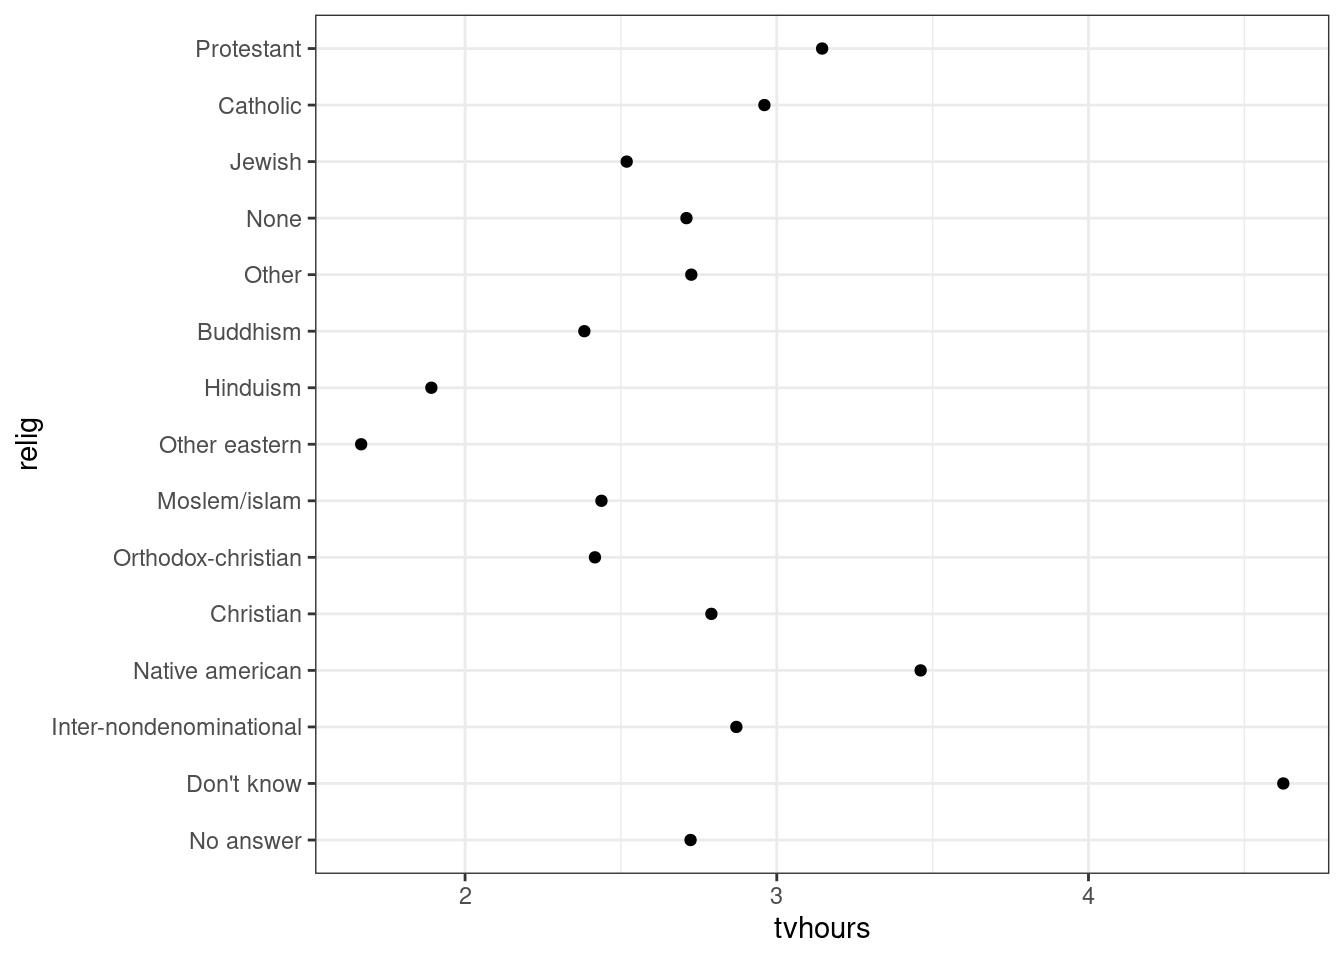 Protestant
Catholic
Jewish
None
Other
Buddhism
Hinduism
Other eastern
Moslem/islam
Orthodox-christian
Christian
Native american
Inter-nondenominational
Don't know
No answer
relig
2 3 4
tvhours